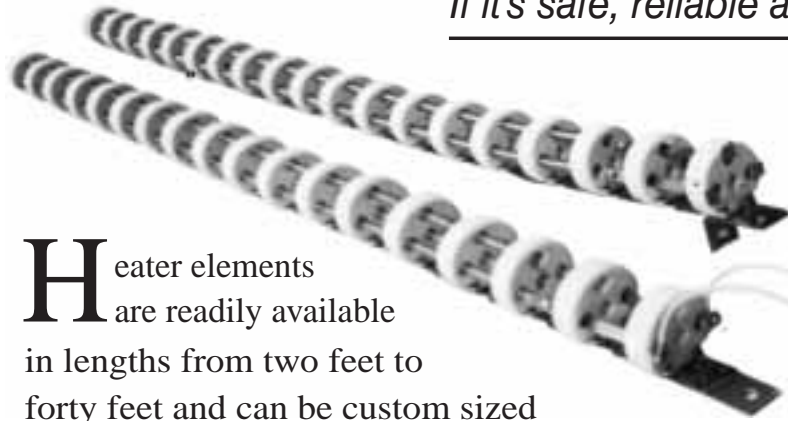 If it's safe, reliable a
Heater elements
are readily available
in lengths from two feet to
forty feet and can be custom sized